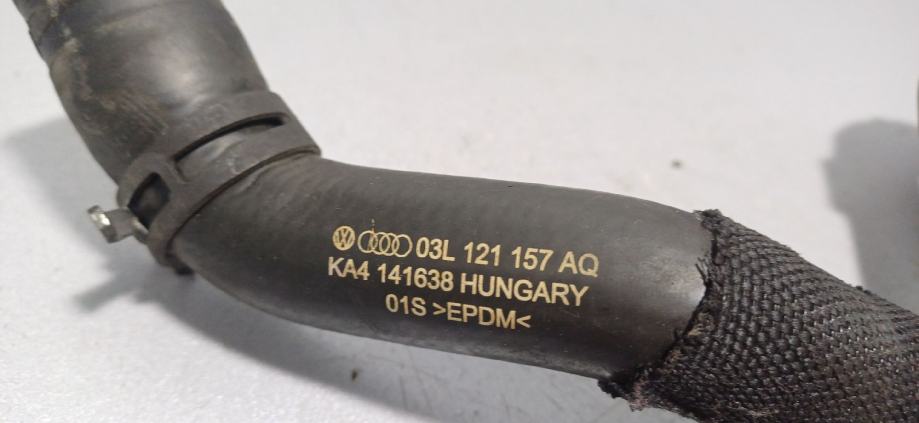 03L 121 157 AQ
KA4 141638 HUNGARY
01S >EPDM<